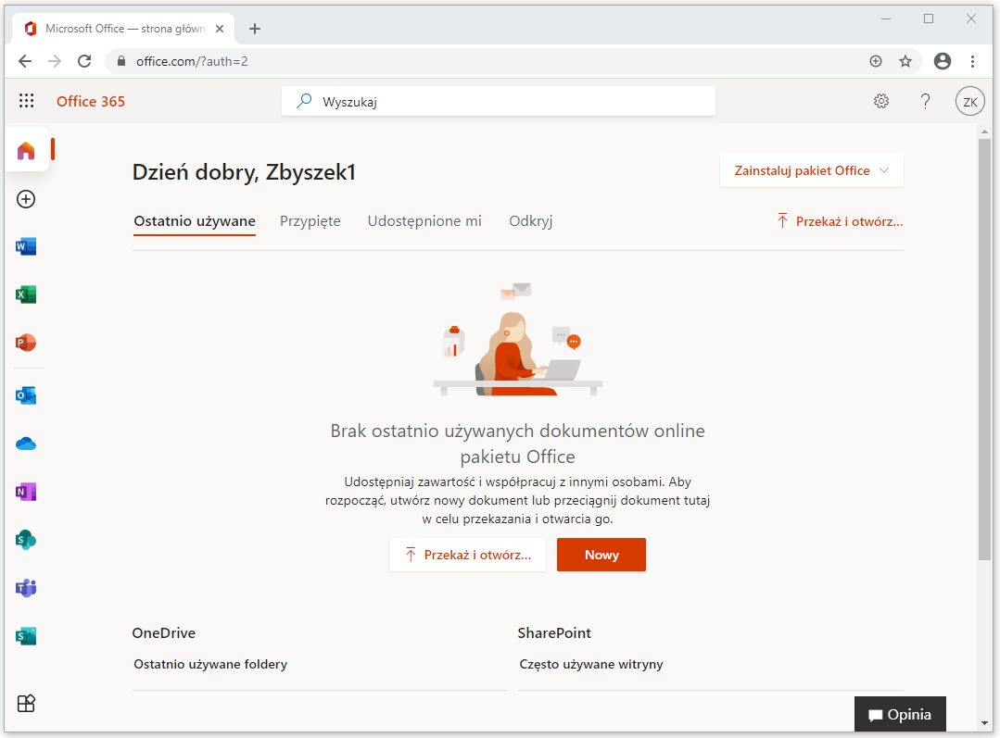 Microsoft Office — strona główn
office.com/?auth=2
Office 365
Wyszukaj
?
ZK
Dzień dobry, Zbyszek1
Zainstaluj pakiet Office
Ostatnio używane Przypięte Udostępnione mi Odkryj
Przekaż i otwórz...
W
X
P
O
N
S
T
S
Brak ostatnio używanych dokumentów online
pakietu Office
Udostępniaj zawartość i współpracuj z innymi osobami. Aby
rozpocząć, utwórz nowy dokument lub przeciągnij dokument tutaj
w celu przekazania i otwarcia go.
Przekaż i otwórz...
Nowy
OneDrive
Ostatnio używane foldery
SharePoint
Często używane witryny
Opinia